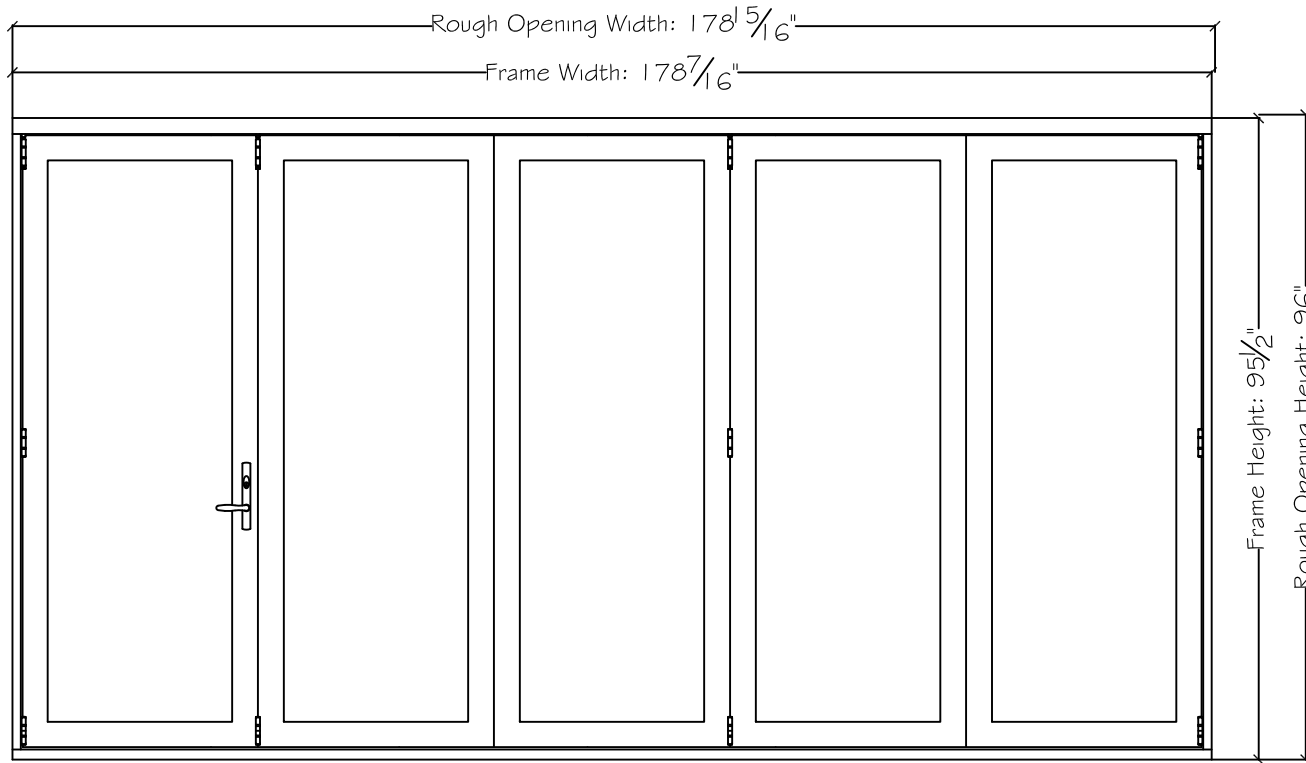 Rough Opening Width: 178 15/16"
Frame Width: 178 7/16"
Frame Height: 95 1/2"
Rough Opening Height: 96"